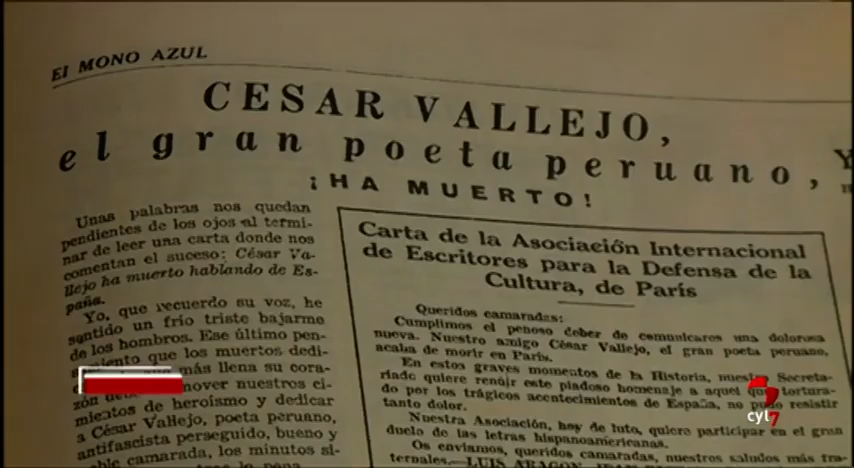 El MONO AZUL
CESAR VALLEJO,
el gran poeta peruano, Y
¡HA MUERTO!
Unas palabras nos quedan
pendientes de los ojos al termi-
nar de leer una carta donde nos
comentan el suceso: César Va-
llejo ha muerto hablando de Es-
paña.
Yo, que recuerdo su voz, he
sentido un frío triste bajarme
de los hombros. Ese último pen-
miento que los muertos dedi-
más llena su cora-
zón mover nuestros ci-
mientos de heroísmo y dedicar
a César Vallejo, poeta peruano,
antifascista perseguido, bueno y
ble camarada, los minutos si-
Carta de la Asociación Internacional
de Escritores para la Defensa de la
Cultura, de París
Queridos camaradas:
Cumplimos el penoso deber de comunicaros una dolorosa
nueva. Nuestro amigo César Vallejo, el gran poeta peruano,
acaba de morir en París.
En estos graves momentos de la Historia, nuestro Secreta-
riado quiere rendir este piadoso homenaje a aquel que tortura-
do por los trágicos acontecimientos de España, no pudo resistir
tanto dolor.
Nuestra Asociación, hoy de luto, quiere participar en el gran
duelo de las letras hispanoamericanas.
Os enviamos, queridos camaradas, nuestros saludos más fra-
ternales.—LUIS ARAGON,
cyl7